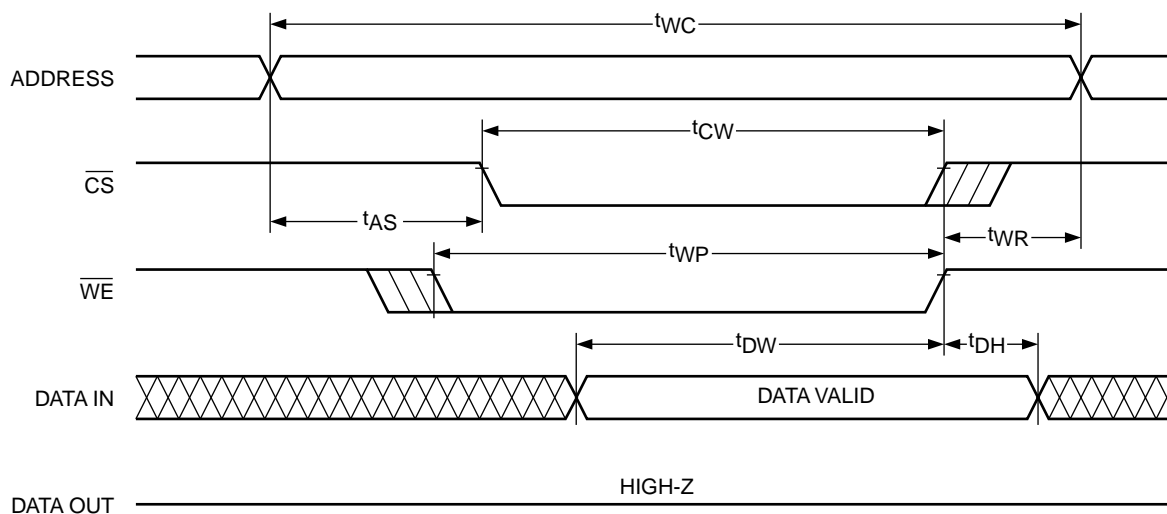 tWC
ADDRESS
tCW
CS
tAS
tWR
tWP
WE
tDW
tDH
DATA IN
DATA VALID
HIGH-Z
DATA OUT